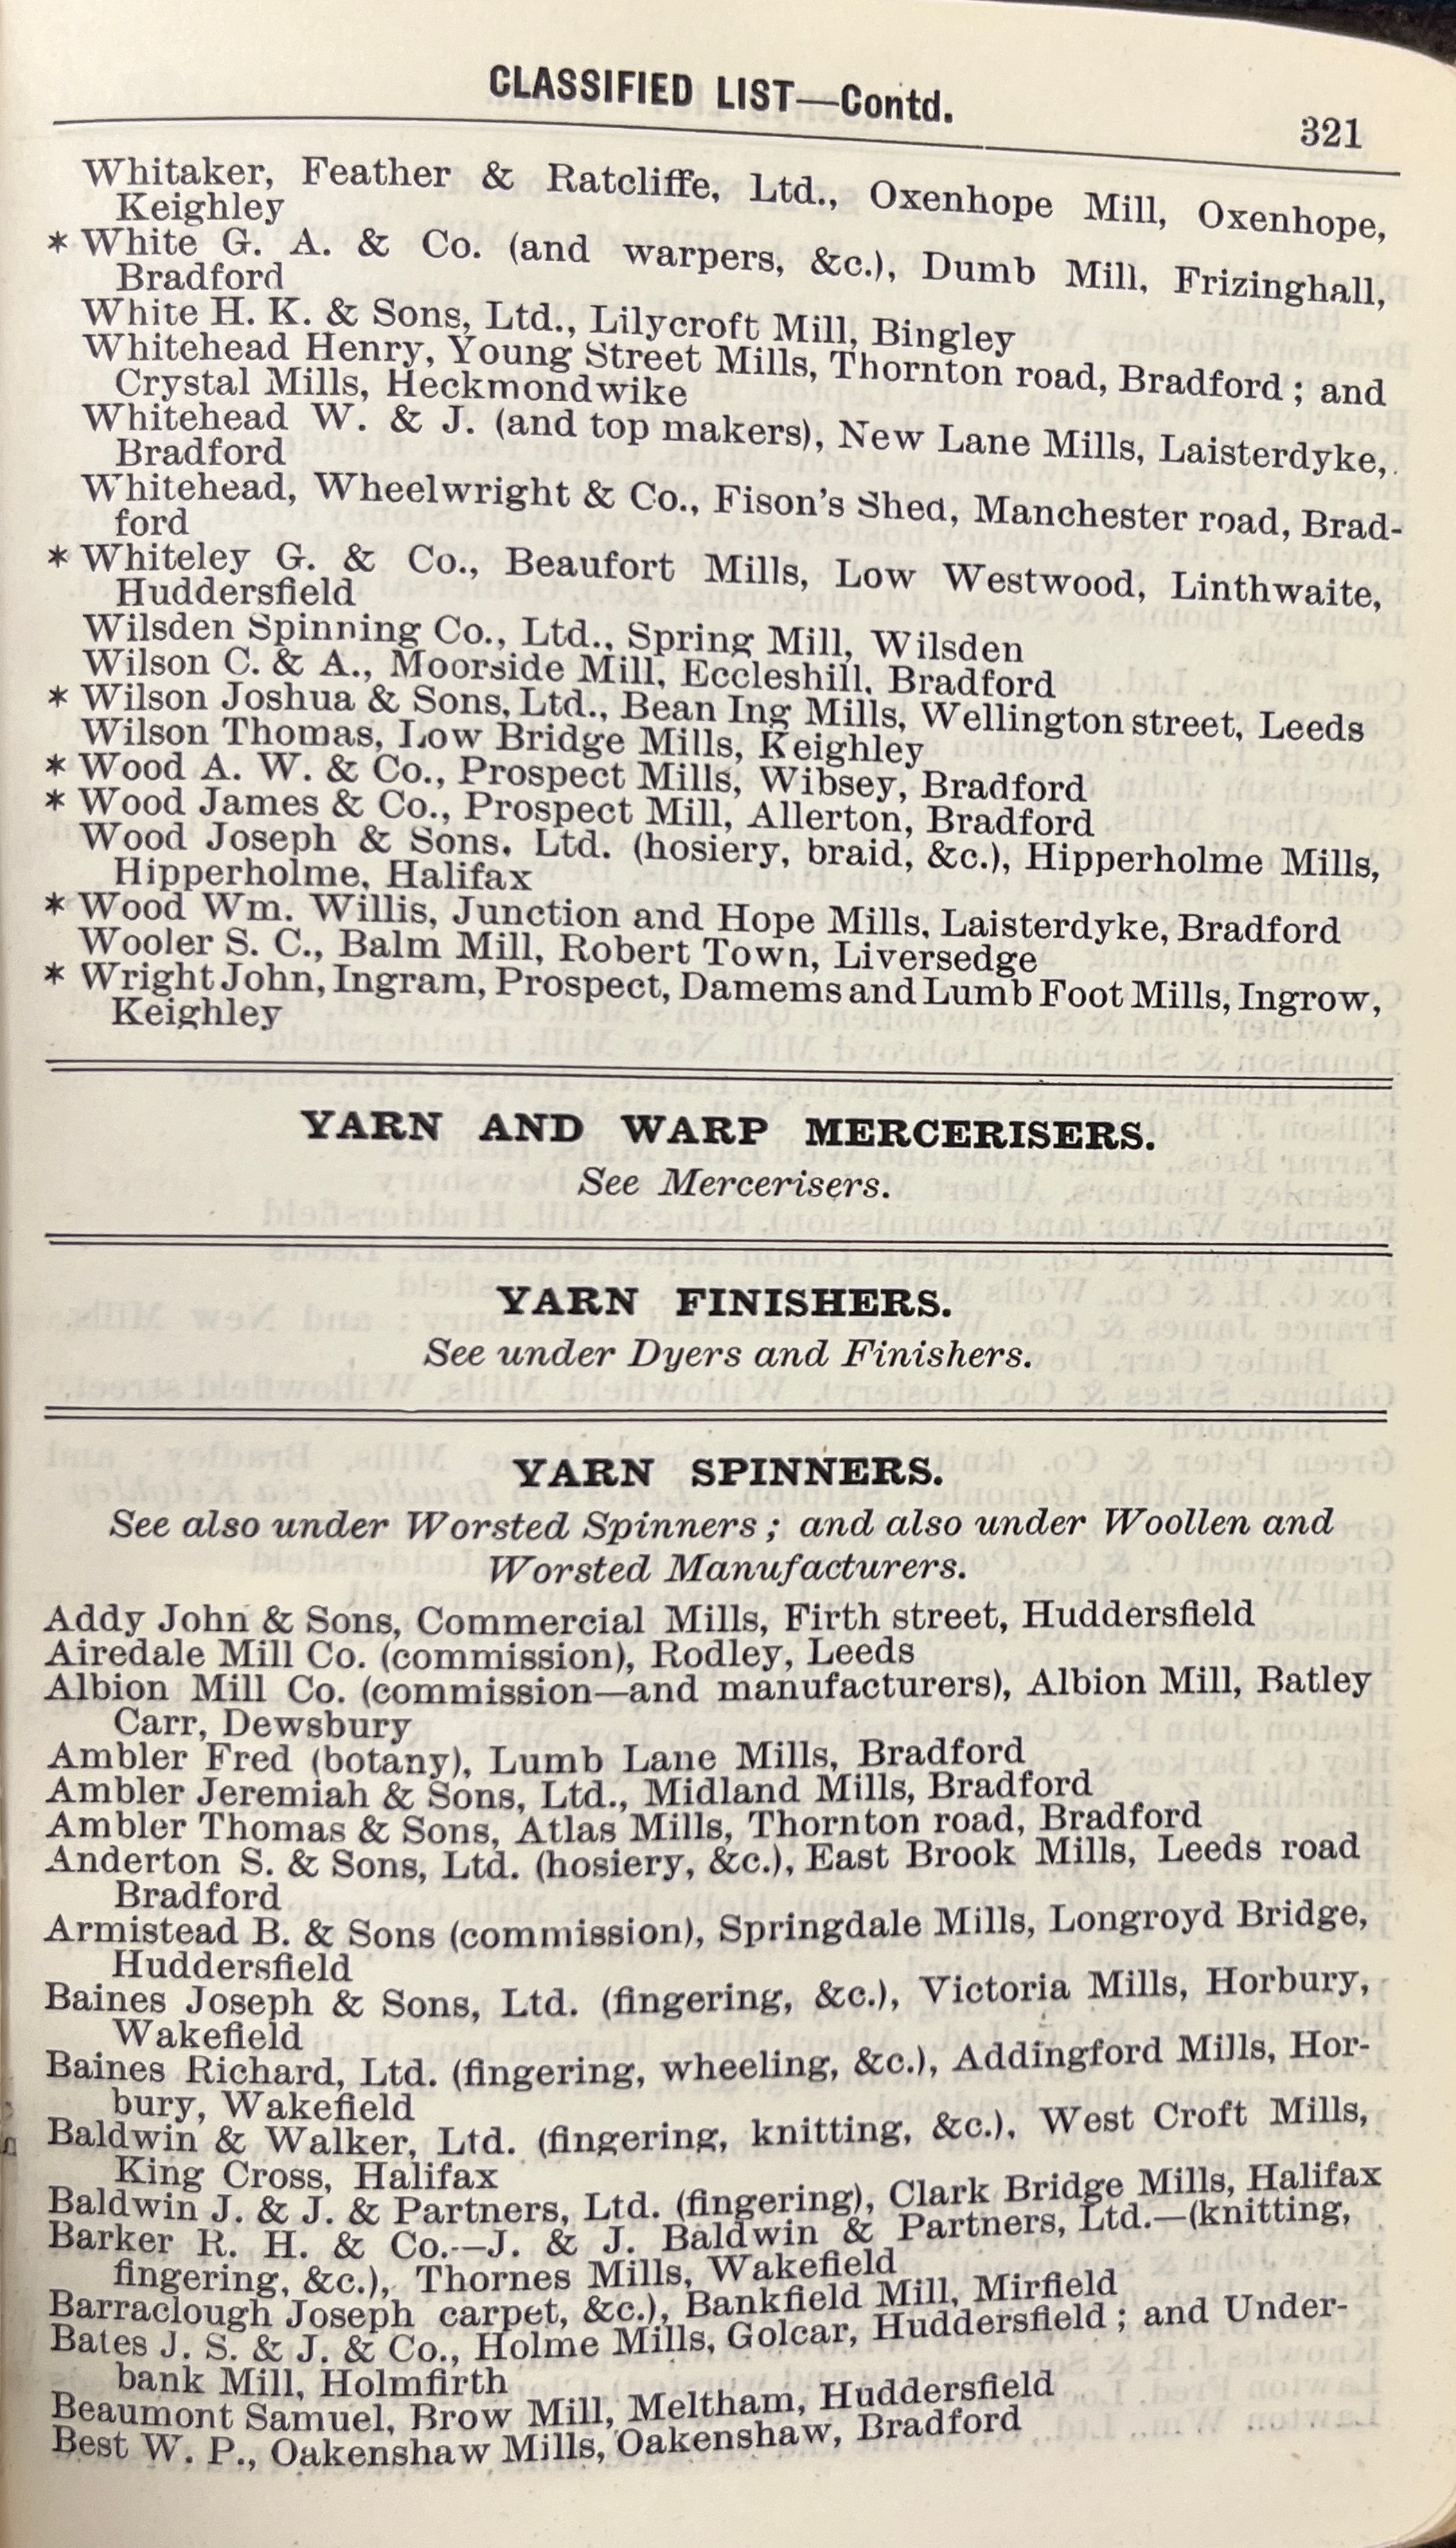 CLASSIFIED LIST—Contd.
321
Whitaker, Feather & Ratcliffe, Ltd., Oxenhope Mill, Oxenhope,
Keighley
* White G. A. & Co. (and warpers, &c.), Dumb Mill, Frizinghall,
Bradford
White H. K. & Sons, Ltd., Lilycroft Mill, Bingley
Whitehead Henry, Young Street Mills, Thornton road, Bradford ; and
Crystal Mills, Heckmondwike
Whitehead W. & J. (and top makers), New Lane Mills, Laisterdyke,
Bradford
Whitehead, Wheelwright & Co., Fison's Shed, Manchester road, Brad-
ford
* Whiteley G. & Co., Beaufort Mills, Low Westwood, Linthwaite,
Huddersfield
Wilsden Spinning Co., Ltd., Spring Mill, Wilsden
Wilson C. & A., Moorside Mill, Eccleshill, Bradford
* Wilson Joshua & Sons, Ltd., Bean Ing Mills, Wellington street, Leeds
Wilson Thomas, Low Bridge Mills, Keighley
* Wood A. W. & Co., Prospect Mills, Wibsey, Bradford
* Wood James & Co., Prospect Mill, Allerton, Bradford
Wood Joseph & Sons, Ltd. (hosiery, braid, &c.), Hipperholme Mills,
Hipperholme, Halifax
* Wood Wm. Willis, Junction and Hope Mills, Laisterdyke, Bradford
Wooler S. C., Balm Mill, Robert Town, Liversedge
* Wright John, Ingram, Prospect, Damems and Lumb Foot Mills, Ingrow,
Keighley
YARN AND WARP MERCERISERS.
See Mercerisers.
YARN FINISHERS.
See under Dyers and Finishers.
YARN SPINNERS.
See also under Worsted Spinners ; and also under Woollen and
Worsted Manufacturers.
Addy John & Sons, Commercial Mills, Firth street, Huddersfield
Airedale Mill Co. (commission), Rodley, Leeds
Albion Mill Co. (commission—and manufacturers), Albion Mill, Batley
Carr, Dewsbury
Ambler Fred (botany), Lumb Lane Mills, Bradford
Ambler Jeremiah & Sons, Ltd., Midland Mills, Bradford
Ambler Thomas & Sons, Atlas Mills, Thornton road, Bradford
Anderton S. & Sons, Ltd. (hosiery, &c.), East Brook Mills, Leeds road
Bradford
Armistead B. & Sons (commission), Springdale Mills, Longroyd Bridge,
Huddersfield
Baines Joseph & Sons, Ltd. (fingering, &c.), Victoria Mills, Horbury,
Wakefield
Baines Richard, Ltd. (fingering, wheeling, &c.), Addingford Mills, Hor-
bury, Wakefield
Baldwin & Walker, Ltd. (fingering, knitting, &c.), West Croft Mills,
King Cross, Halifax
Baldwin J. & J. & Partners, Ltd. (fingering), Clark Bridge Mills, Halifax
Barker R. H. & Co.—J. & J. Baldwin & Partners, Ltd.—(knitting,
fingering, &c.), Thornes Mills, Wakefield
Barraclough Joseph carpet, &c.), Bankfield Mill, Mirfield
Bates J. S. & J. & Co., Holme Mills, Golcar, Huddersfield ; and Under-
bank Mill, Holmfirth
Beaumont Samuel, Brow Mill, Meltham, Huddersfield
Best W. P., Oakenshaw Mills, Oakenshaw, Bradford